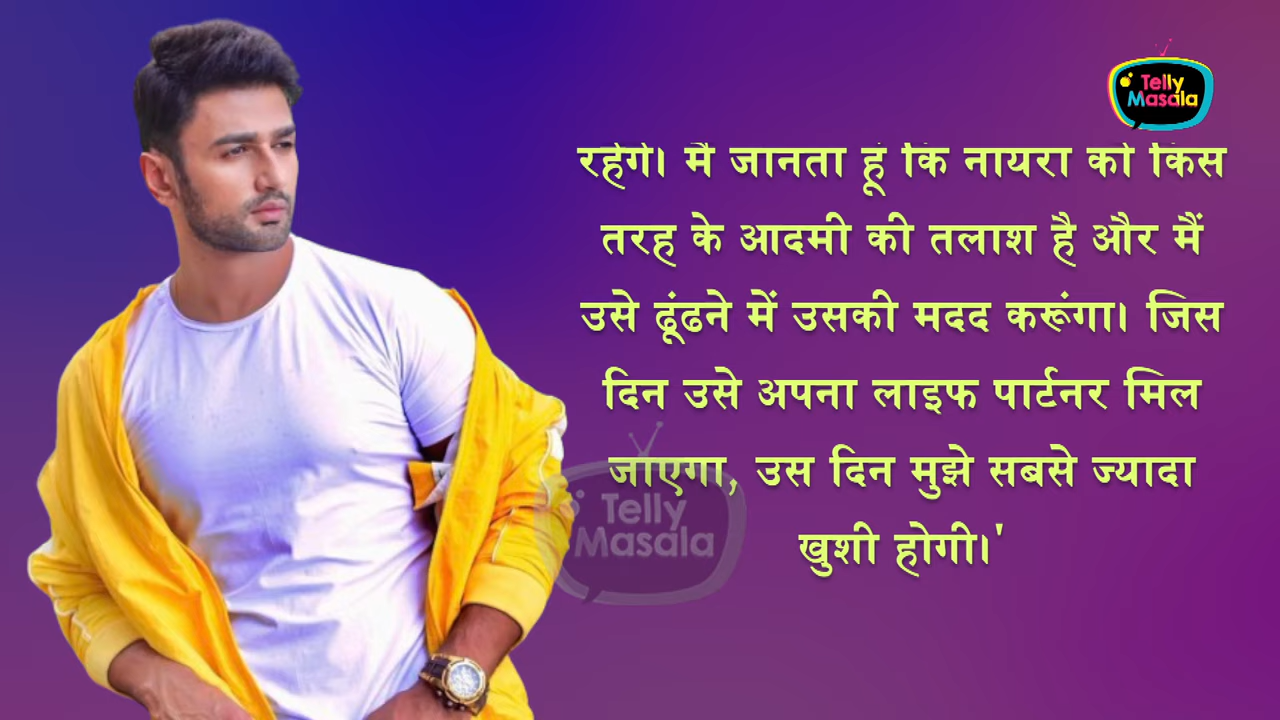 Telly
Masala
रहेंगे। मैं जानता हूं कि नायरा को किस
तरह के आदमी की तलाश है और मैं
उसे ढूंढने में उसकी मदद करूंगा। जिस
दिन उसे अपना लाइफ पार्टनर मिल
जाएगा, उस दिन मुझे सबसे ज्यादा
खुशी होगी।'
Telly
Masala